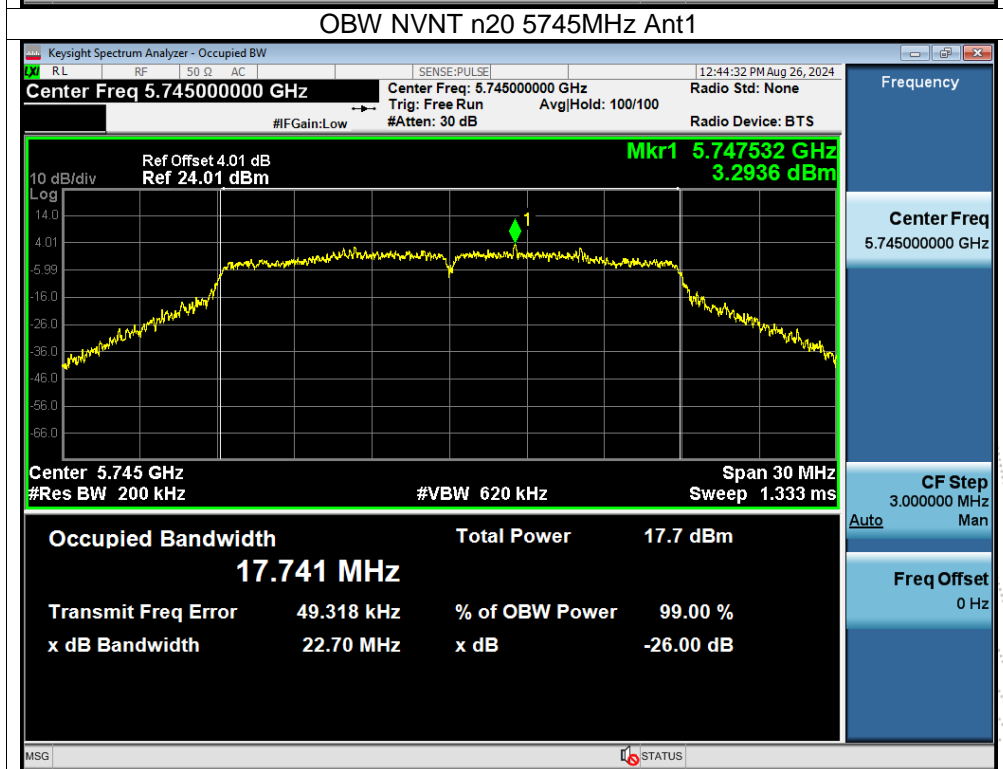 OBW NVNT n20 5745MHz Ant1
Keysight Spectrum Analyzer - Occupied BW
LXI RL RF 50 Ω AC SENSE:PULSE 12:44:32 PM Aug 26, 2024
Center Freq 5.745000000 GHz
Center Freq: 5.745000000 GHz Radio Std: None
Trig: Free Run Avg|Hold: 100/100
#IFGain:Low #Atten: 30 dB Radio Device: BTS
Frequency
Mkr1 5.747532 GHz
3.2936 dBm
Ref Offset 4.01 dB
10 dB/div Ref 24.01 dBm
Log
14.0
4.01
-5.99
-16.0
-26.0
-36.0
-46.0
-56.0
-66.0
1
Center 5.745 GHz Span 30 MHz
#Res BW 200 kHz #VBW 620 kHz Sweep 1.333 ms
Occupied Bandwidth Total Power 17.7 dBm
17.741 MHz
Transmit Freq Error 49.318 kHz % of OBW Power 99.00 %
x dB Bandwidth 22.70 MHz x dB -26.00 dB
Center Freq
5.745000000 GHz
CF Step
3.000000 MHz
Auto Man
Freq Offset
0 Hz
MSG STATUS